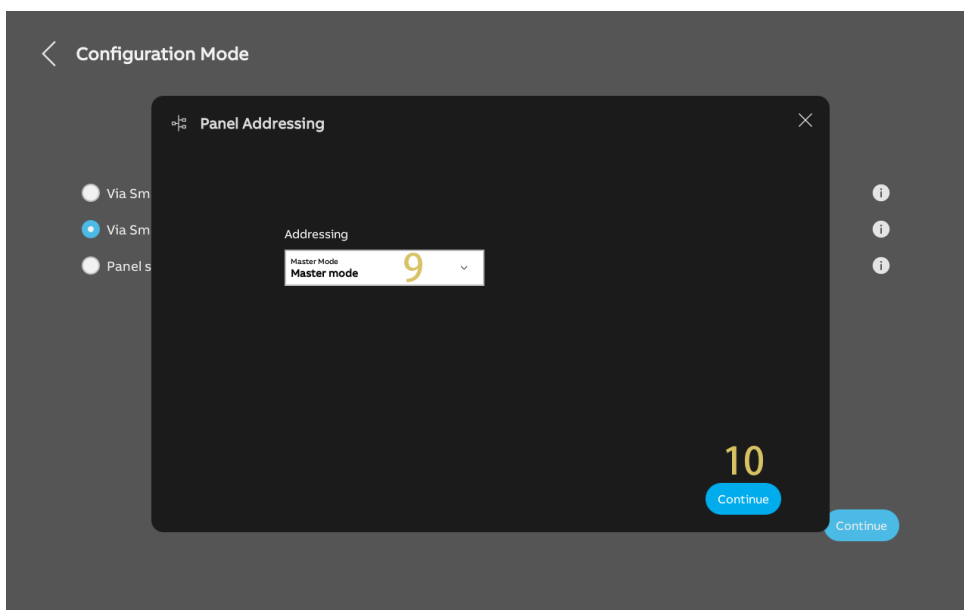 Configuration Mode
Panel Addressing
Via Sm
Via Sm
Panel s
Addressing
Master Mode
Master mode
9
10
Continue
Continue